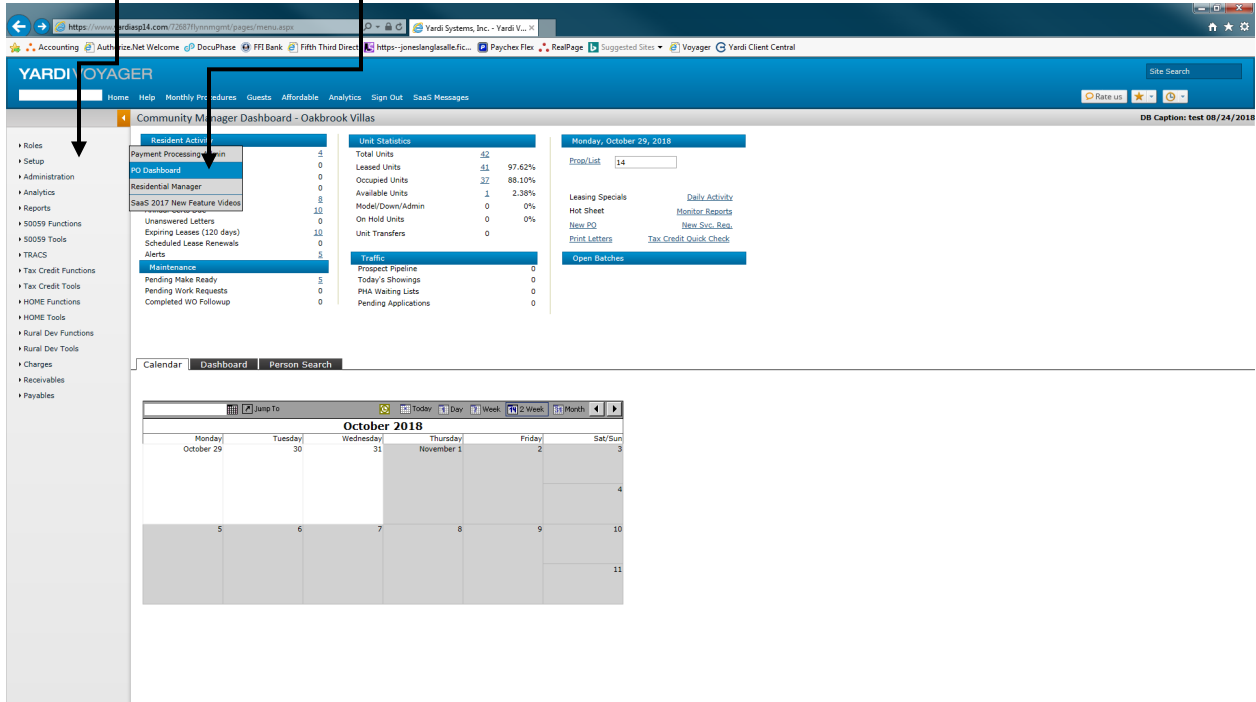 https://www.yardiasp14.com/72687flynnmgmt/pages/menu.aspx
Yardi Systems, Inc. - Yardi V...
Accounting Authorize.Net Welcome DocuPhase FFI Bank Fifth Third Direct https--joneslanglasalle.fic... Paychex Flex RealPage Suggested Sites Voyager Yardi Client Central
YARDI VOYAGER
Site Search
Home Help Monthly Procedures Guests Affordable Analytics Sign Out SaaS Messages
Rate us
Community Manager Dashboard - Oakbrook Villas
DB Caption: test 08/24/2018
Roles
Setup
Administration
Analytics
Reports
50059 Functions
50059 Tools
TRACS
Tax Credit Functions
Tax Credit Tools
HOME Functions
HOME Tools
Rural Dev Functions
Rural Dev Tools
Charges
Receivables
Payables
Payment Processing Admin
PO Dashboard
Residential Manager
SaaS 2017 New Feature Videos
Resident Activity
4
0
0
0
8
10
Unanswered Letters 0
Expiring Leases (120 days) 10
Scheduled Lease Renewals 0
Alerts 5
Maintenance
Pending Make Ready 5
Pending Work Requests 0
Completed WO Followup 0
Unit Statistics
Total Units 42
Leased Units 41 97.62%
Occupied Units 37 88.10%
Available Units 1 2.38%
Model/Down/Admin 0 0%
On Hold Units 0 0%
Unit Transfers 0
Traffic
Prospect Pipeline 0
Today's Showings 0
PHA Waiting Lists 0
Pending Applications 0
Monday, October 29, 2018
Prop/List 14
Leasing Specials Daily Activity
Hot Sheet Monitor Reports
New PO New Svc. Req.
Print Letters Tax Credit Quick Check
Open Batches
Calendar Dashboard Person Search
Jump To Today Day Week 2 Week Month
October 2018
Monday Tuesday Wednesday Thursday Friday Sat/Sun
October 29 30 31 November 1 2 3
4
5 6 7 8 9 10
11